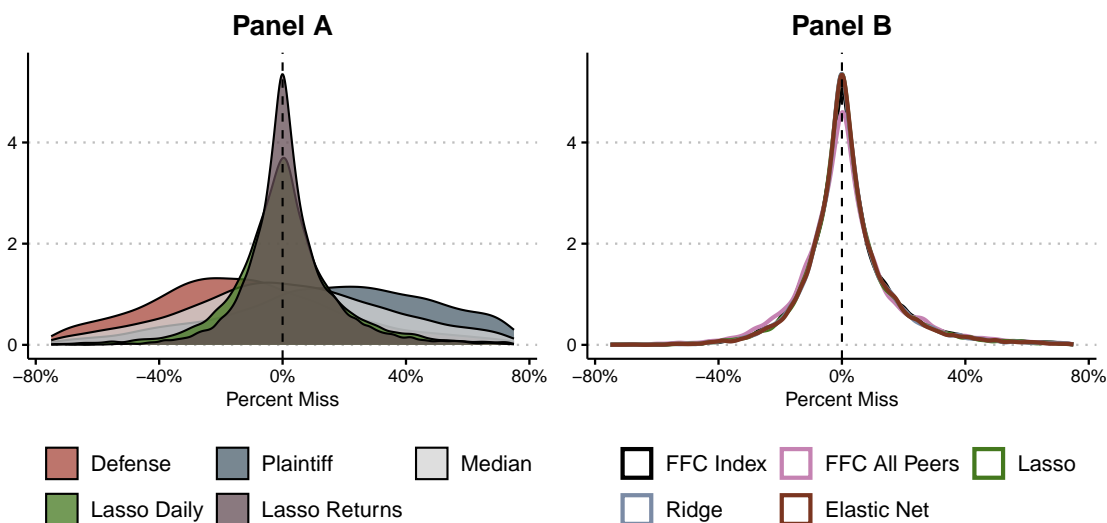 Panel A
Panel B
4
2
0
−80%
−40%
0%
40%
80%
Percent Miss
4
2
0
−80%
−40%
0%
40%
80%
Percent Miss
Defense
Plaintiff
Median
Lasso Daily
Lasso Returns
FFC Index
FFC All Peers
Lasso
Ridge
Elastic Net